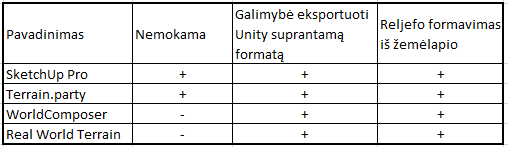 Pavadinimas Nemokama Galimybė eksportuoti Unity suprantamą formatą Reljefo formavimas iš žemėlapio
SketchUp Pro + + +
Terrain.party + + +
WorldComposer - + +
Real World Terrain - + +